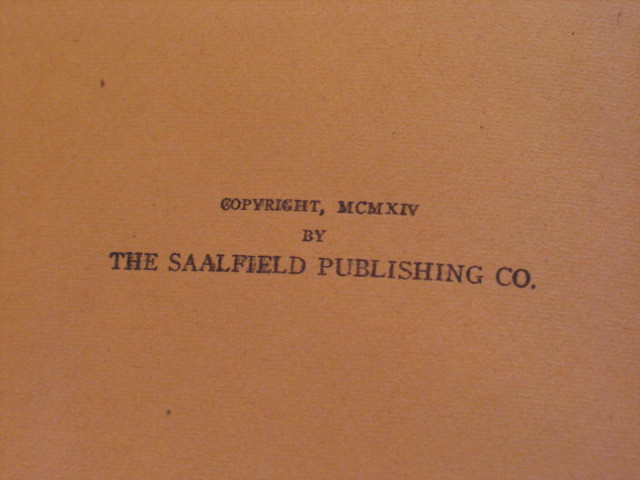 COPYRIGHT, MCMXIV
BY
THE SAALFIELD PUBLISHING CO.